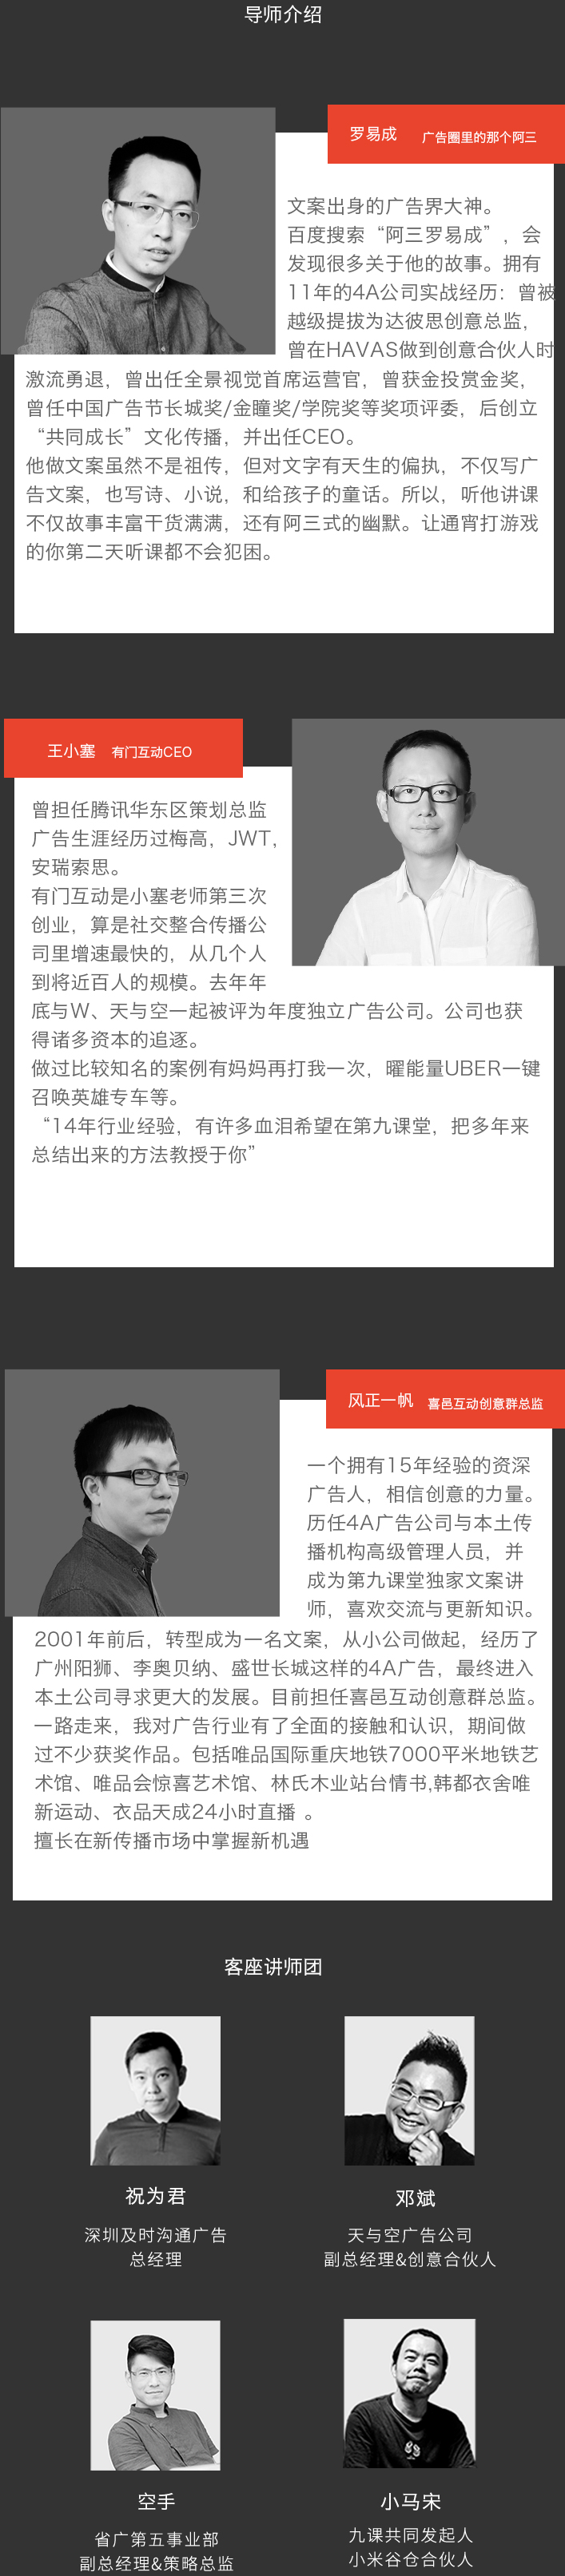 导师介绍
罗易成 广告圈里的那个阿三
文案出身的广告界大神。
百度搜索“阿三罗易成”，会
发现很多关于他的故事。拥有
11年的4A公司实战经历：曾被
越级提拔为达彼思创意总监，
曾在HAVAS做到创意合伙人时
激流勇退，曾出任全景视觉首席运营官，曾获金投赏金奖，
曾任中国广告节长城奖/金瞳奖/学院奖等奖项评委，后创立
“共同成长”文化传播，并出任CEO。
他做文案虽然不是祖传，但对文字有天生的偏执，不仅写广
告文案，也写诗、小说，和给孩子的童话。所以，听他讲课
不仅故事丰富干货满满，还有阿三式的幽默。让通宵打游戏
的你第二天听课都不会犯困。
王小塞 有门互动CEO
曾担任腾讯华东区策划总监
广告生涯经历过梅高，JWT，
安瑞索思。
有门互动是小塞老师第三次
创业，算是社交整合传播公
司里增速最快的，从几个人
到将近百人的规模。去年年
底与W、天与空一起被评为年度独立广告公司。公司也获
得诸多资本的追逐。
做过比较知名的案例有妈妈再打我一次，曜能量UBER一键
召唤英雄专车等。
“14年行业经验，有许多血泪希望在第九课堂，把多年来
总结出来的方法教授于你”
风正一帆 喜邑互动创意群总监
一个拥有15年经验的资深
广告人，相信创意的力量。
历任4A广告公司与本土传
播机构高级管理人员，并
成为第九课堂独家文案讲
师，喜欢交流与更新知识。
2001年前后，转型成为一名文案，从小公司做起，经历了
广州阳狮、李奥贝纳、盛世长城这样的4A广告，最终进入
本土公司寻求更大的发展。目前担任喜邑互动创意群总监。
一路走来，我对广告行业有了全面的接触和认识，期间做
过不少获奖作品。包括唯品国际重庆地铁7000平米地铁艺
术馆、唯品会惊喜艺术馆、林氏木业站台情书,韩都衣舍唯
新运动、衣品天成24小时直播 。
擅长在新传播市场中掌握新机遇
客座讲师团
祝为君
深圳及时沟通广告
总经理
邓斌
天与空广告公司
副总经理&创意合伙人
空手
省广第五事业部
副总经理&策略总监
小马宋
九课共同发起人
小米谷仓合伙人